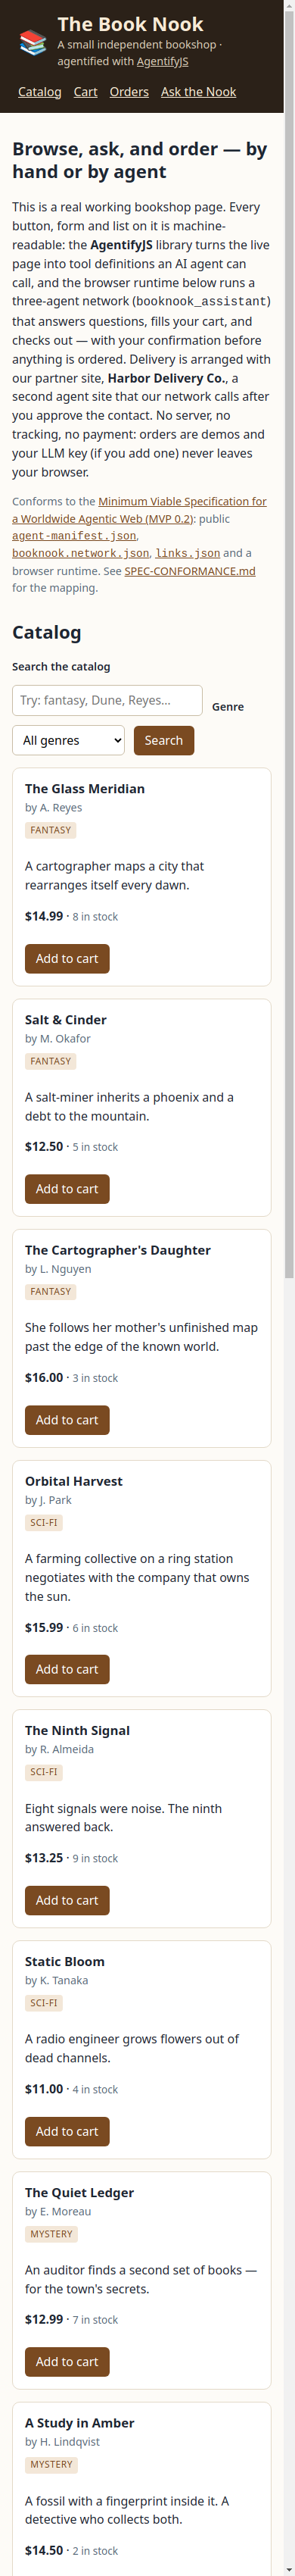 The Book Nook
A small independent bookshop ·
agentified with AgentifyJS
Catalog Cart Orders Ask the Nook
Browse, ask, and order — by
hand or by agent
This is a real working bookshop page. Every
button, form and list on it is machine-
readable: the AgentifyJS library turns the live
page into tool definitions an AI agent can
call, and the browser runtime below runs a
three-agent network (booknook_assistant)
that answers questions, fills your cart, and
checks out — with your confirmation before
anything is ordered. Delivery is arranged with
our partner site, Harbor Delivery Co., a
second agent site that our network calls after
you approve the contact. No server, no
tracking, no payment: orders are demos and
your LLM key (if you add one) never leaves
your browser.
Conforms to the Minimum Viable Specification for
a Worldwide Agentic Web (MVP 0.2): public
agent-manifest.json,
booknook.network.json, links.json and a
browser runtime. See SPEC-CONFORMANCE.md
for the mapping.
Catalog
Search the catalog
Try: fantasy, Dune, Reyes...
Genre
All genres
Search
The Glass Meridian
by A. Reyes
FANTASY
A cartographer maps a city that
rearranges itself every dawn.
$14.99 · 8 in stock
Add to cart
Salt & Cinder
by M. Okafor
FANTASY
A salt-miner inherits a phoenix and a
debt to the mountain.
$12.50 · 5 in stock
Add to cart
The Cartographer's Daughter
by L. Nguyen
FANTASY
She follows her mother's unfinished map
past the edge of the known world.
$16.00 · 3 in stock
Add to cart
Orbital Harvest
by J. Park
SCI-FI
A farming collective on a ring station
negotiates with the company that owns
the sun.
$15.99 · 6 in stock
Add to cart
The Ninth Signal
by R. Almeida
SCI-FI
Eight signals were noise. The ninth
answered back.
$13.25 · 9 in stock
Add to cart
Static Bloom
by K. Tanaka
SCI-FI
A radio engineer grows flowers out of
dead channels.
$11.00 · 4 in stock
Add to cart
The Quiet Ledger
by E. Moreau
MYSTERY
An auditor finds a second set of books —
for the town's secrets.
$12.99 · 7 in stock
Add to cart
A Study in Amber
by H. Lindqvist
MYSTERY
A fossil with a fingerprint inside it. A
detective who collects both.
$14.50 · 2 in stock